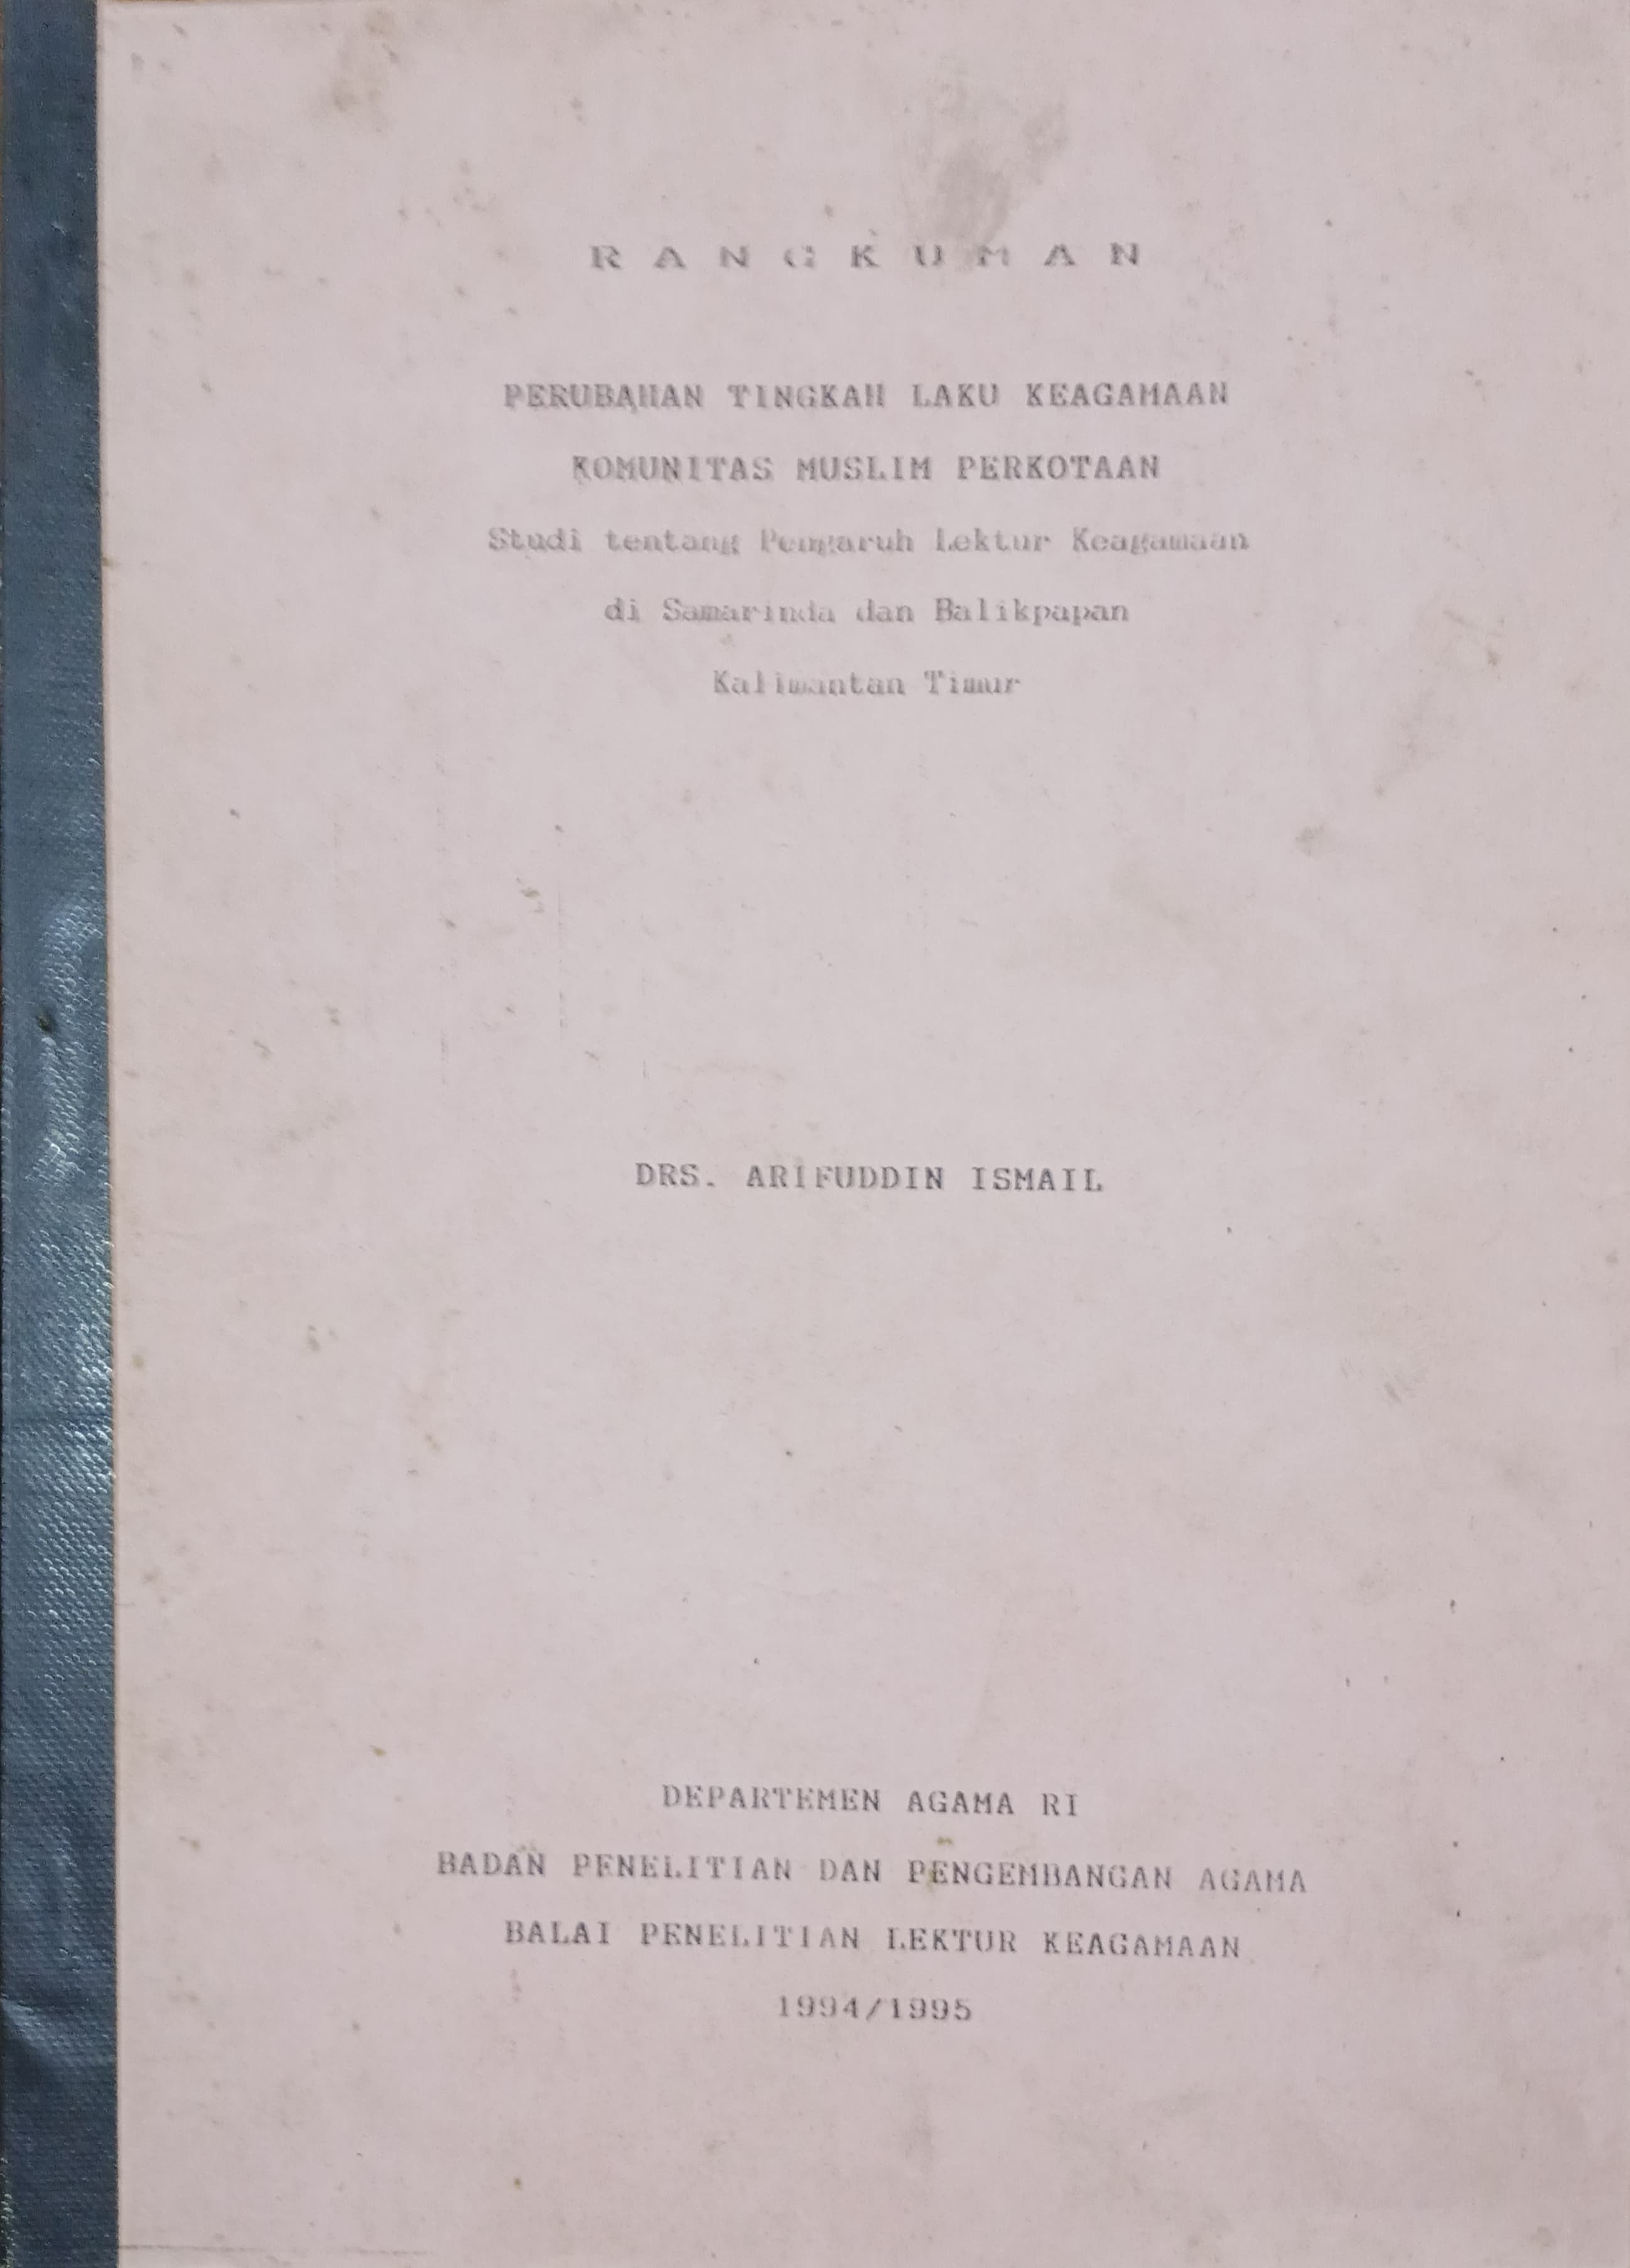 R A N G K U M A N
PERUBAHAN TINGKAH LAKU KEAGAMAAN
KOMUNITAS MUSLIM PERKOTAAN
Studi tentang Pengaruh Lektur Keagamaan
di Samarinda dan Balikpapan
Kalimantan Timur
DRS. ARIFUDDIN ISMAIL
DEPARTEMEN AGAMA RI
BADAN PENELITIAN DAN PENGEMBANGAN AGAMA
BALAI PENELITIAN LEKTUR KEAGAMAAN
1994/1995